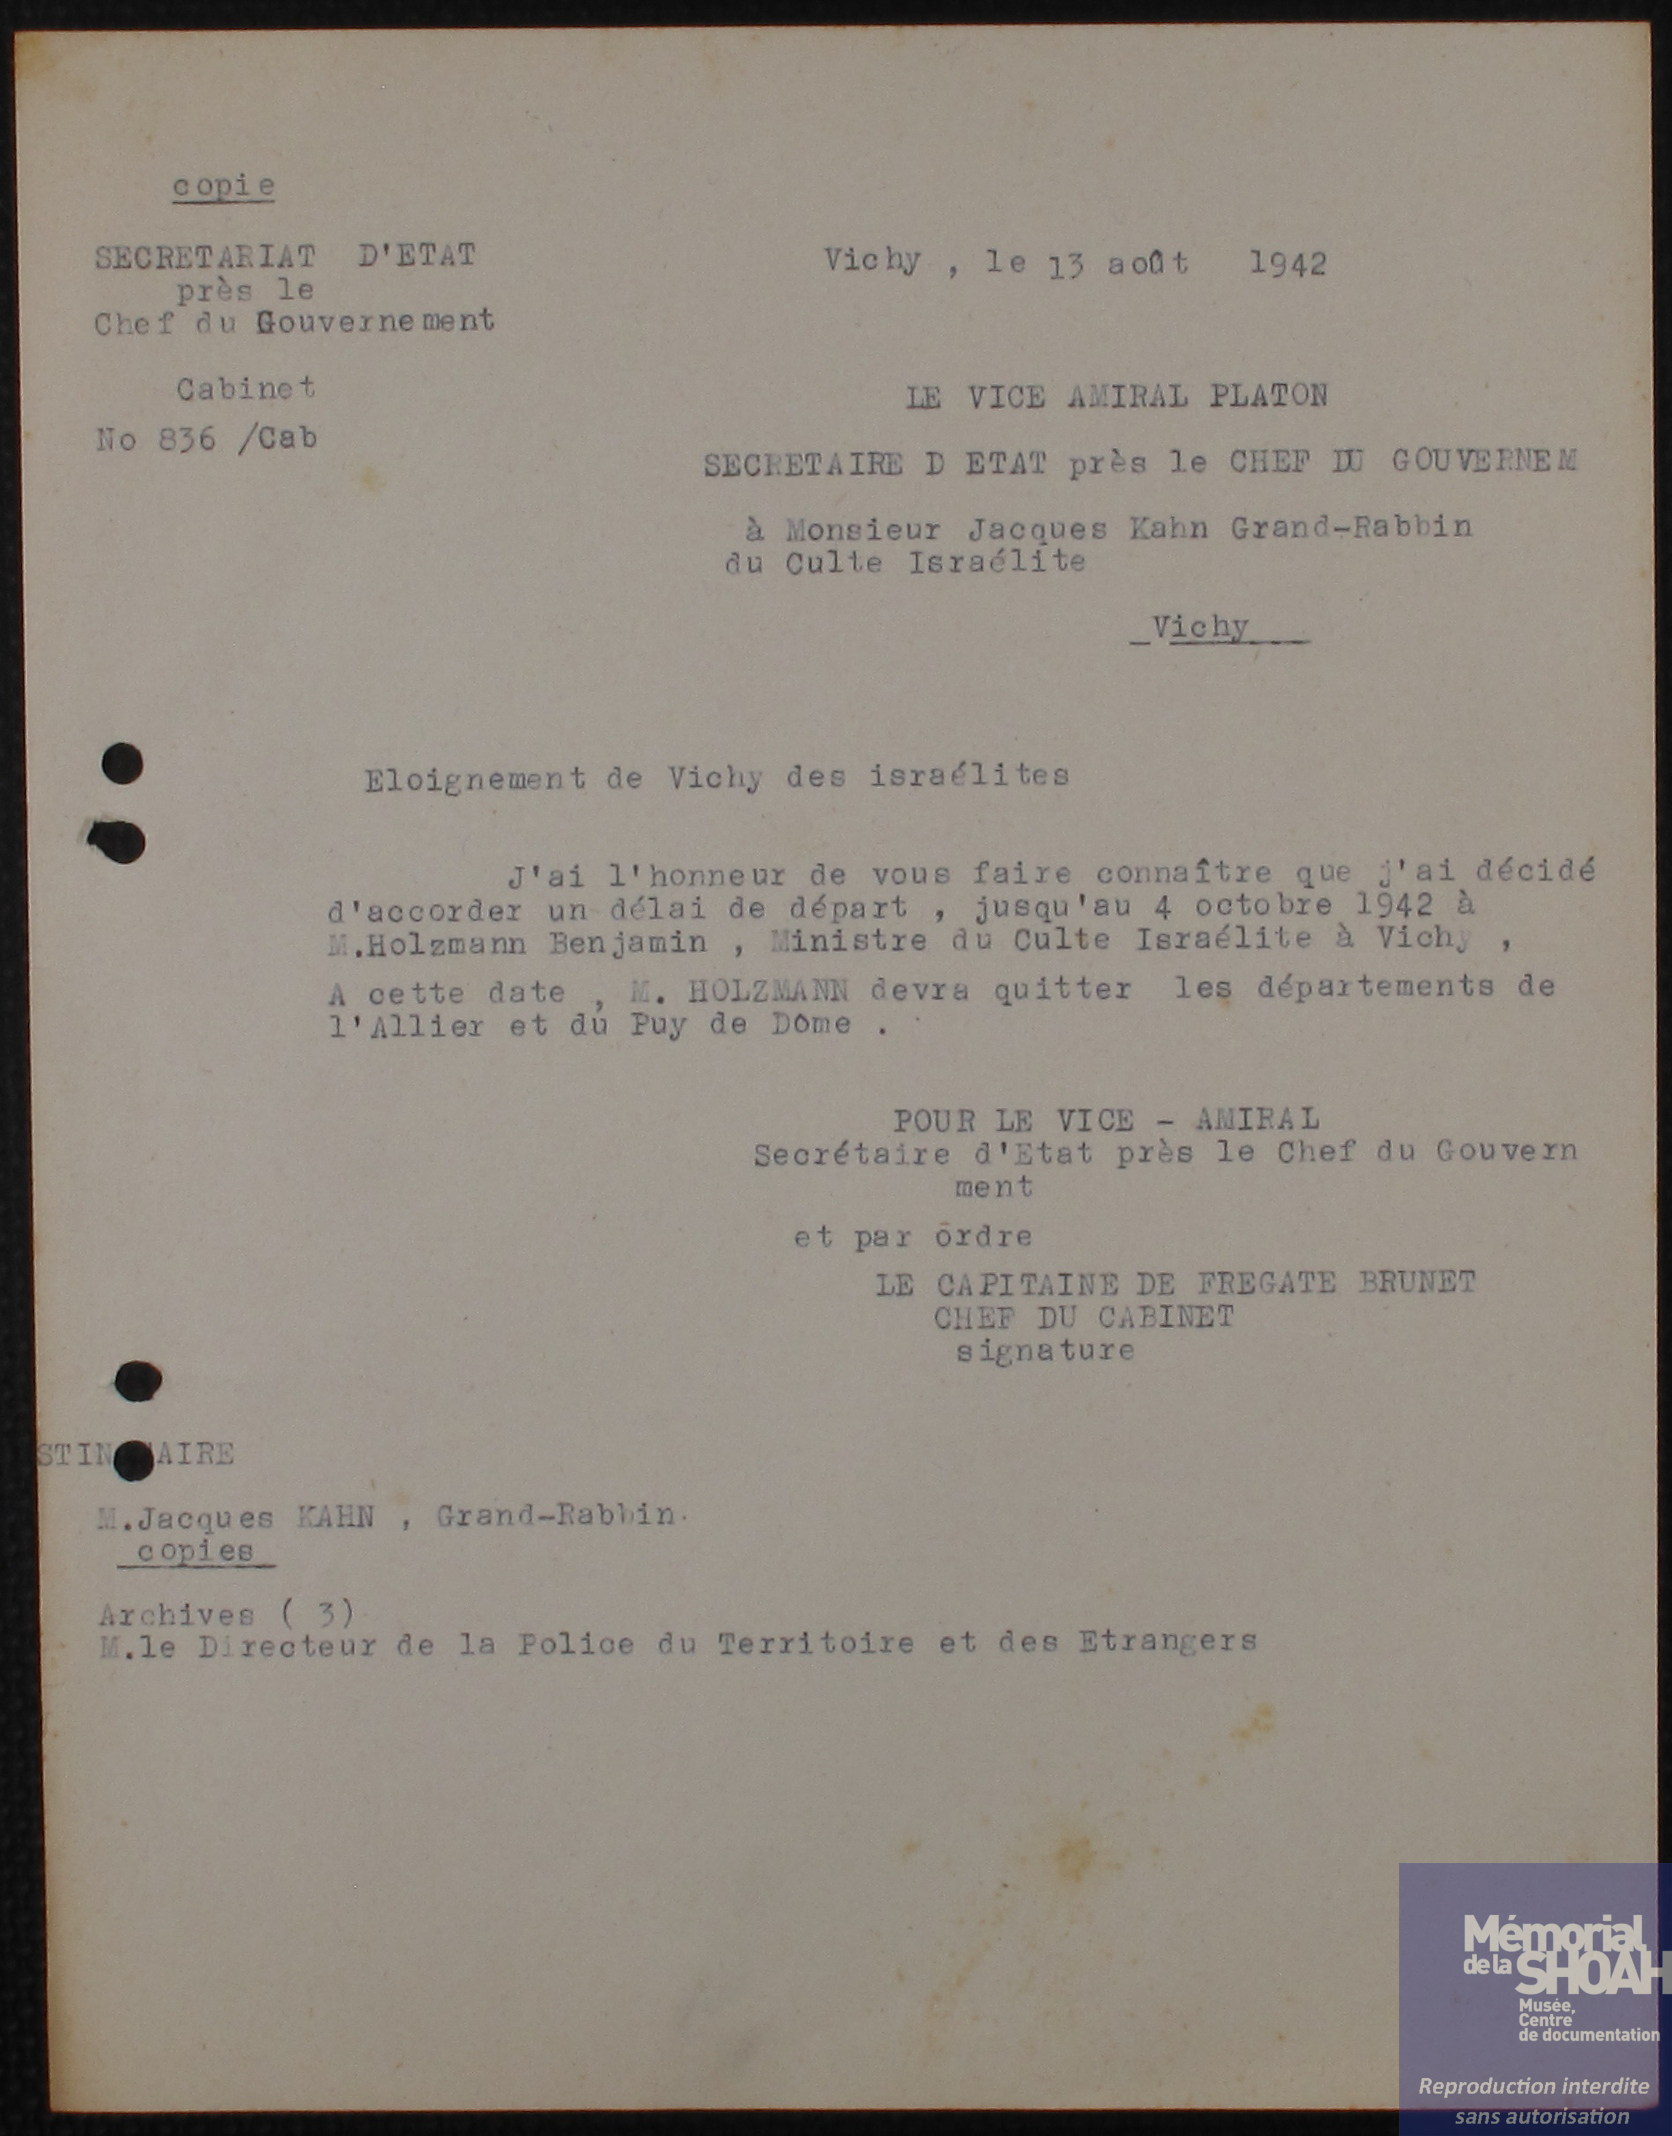 copie
SECRETARIAT D'ETAT
près le
Chef du Gouvernement
Cabinet
No 836 /Cab
Vichy , le 13 août 1942
LE VICE AMIRAL PLATON
SECRETAIRE D ETAT près le CHEF DU GOUVERNEM
à Monsieur Jacques Kahn Grand-Rabbin
du Culte Israélite
Vichy
Eloignement de Vichy des israélites
J'ai l'honneur de vous faire connaître que j'ai décidé
d'accorder un délai de départ , jusqu'au 4 octobre 1942 à
M.Holzmann Benjamin , Ministre du Culte Israélite à Vichy ,
A cette date , M. HOLZMANN devra quitter les départements de
l'Allier et du Puy de Dôme .
POUR LE VICE - AMIRAL
Secrétaire d'Etat près le Chef du Gouvern
ment
et par ordre
LE CAPITAINE DE FREGATE BRUNET
CHEF DU CABINET
signature
STIN AIRE
M.Jacques KAHN , Grand-Rabbin.
copies
Archives ( 3)
M.le Directeur de la Police du Territoire et des Etrangers
Mémorial
de la SHOAH
Musée,
Centre
de documentation
Reproduction interdite
sans autorisation